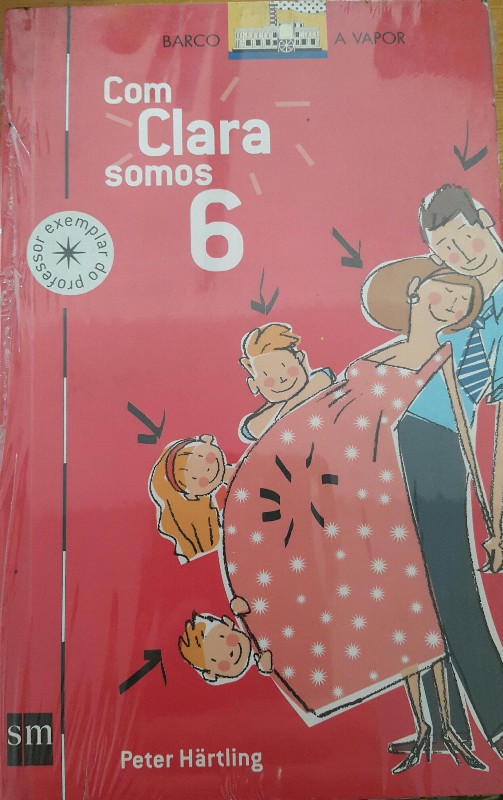 BARCO A VAPOR
Com
Clara
somos
6
exemplar do professor
sm
Peter Härtling